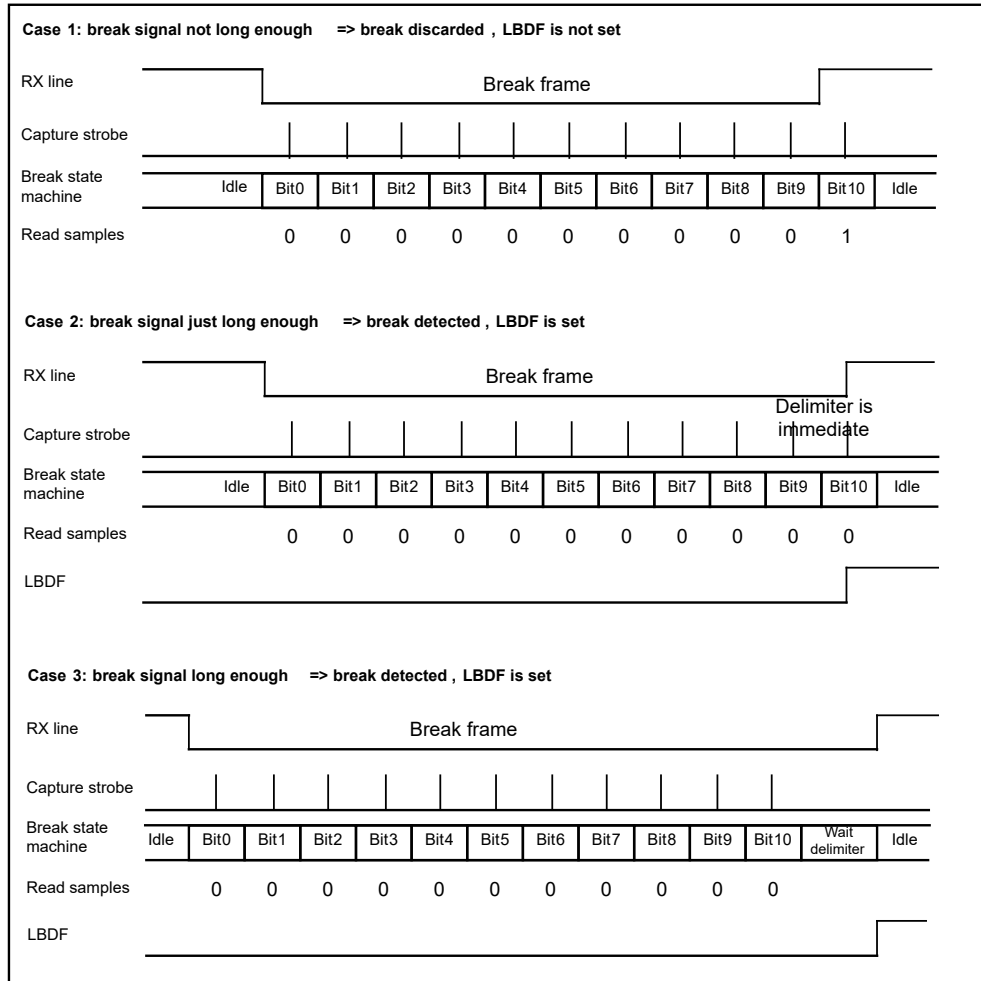 Case 1: break signal not long enough => break discarded , LBDF is not set
RX line
Break frame
Capture strobe
Break state
machine
Idle Bit0 Bit1 Bit2 Bit3 Bit4 Bit5 Bit6 Bit7 Bit8 Bit9 Bit10 Idle
Read samples 0 0 0 0 0 0 0 0 0 0 1
Case 2: break signal just long enough => break detected , LBDF is set
RX line
Break frame
Delimiter is
immediate
Capture strobe
Break state
machine
Idle Bit0 Bit1 Bit2 Bit3 Bit4 Bit5 Bit6 Bit7 Bit8 Bit9 Bit10 Idle
Read samples 0 0 0 0 0 0 0 0 0 0 0
LBDF
Case 3: break signal long enough => break detected , LBDF is set
RX line
Break frame
Capture strobe
Break state
machine
Idle Bit0 Bit1 Bit2 Bit3 Bit4 Bit5 Bit6 Bit7 Bit8 Bit9 Bit10 Wait delimiter Idle
Read samples 0 0 0 0 0 0 0 0 0 0 0
LBDF